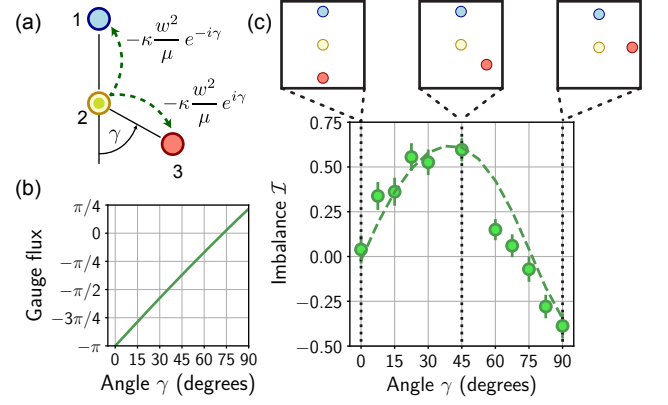 (a)
1
2
3
γ
−κ w²/μ e^{−iγ}
−κ w²/μ e^{iγ}
(b)
Gauge flux
π/4
0
−π/4
−π/2
−3π/4
−π
0 15 30 45 60 75 90
Angle γ (degrees)
(c)
Imbalance ℐ
0.75
0.50
0.25
0.00
−0.25
−0.50
0 15 30 45 60 75 90
Angle γ (degrees)